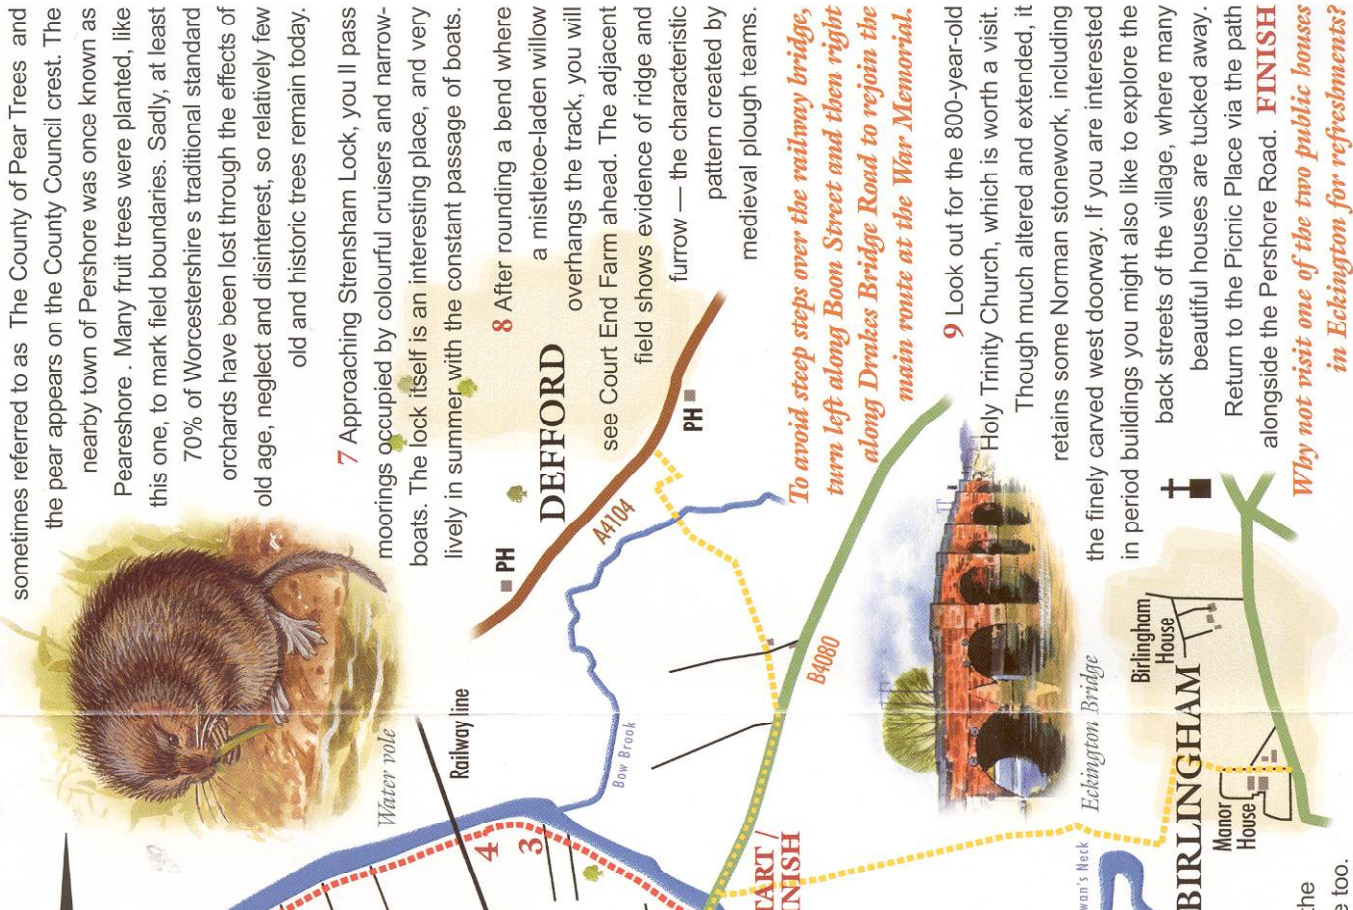 sometimes referred to as The County of Pear Trees and
the pear appears on the County Council crest. The
nearby town of Pershore was once known as
Peareshore . Many fruit trees were planted, like
this one, to mark field boundaries. Sadly, at least
70% of Worcestershire s traditional standard
orchards have been lost through the effects of
old age, neglect and disinterest, so relatively few
old and historic trees remain today.
7 Approaching Strensham Lock, you ll pass
moorings occupied by colourful cruisers and narrow-
boats. The lock itself is an interesting place, and very
lively in summer with the constant passage of boats.
8 After rounding a bend where
a mistletoe-laden willow
overhangs the track, you will
see Court End Farm ahead. The adjacent
field shows evidence of ridge and
furrow — the characteristic
pattern created by
medieval plough teams.
To avoid steep steps over the railway bridge,
turn left along Boon Street and then right
along Drakes Bridge Road to rejoin the
main route at the War Memorial.
9 Look out for the 800-year-old
Holy Trinity Church, which is worth a visit.
Though much altered and extended, it
retains some Norman stonework, including
the finely carved west doorway. If you are interested
in period buildings you might also like to explore the
back streets of the village, where many
beautiful houses are tucked away.
Return to the Picnic Place via the path
alongside the Pershore Road. FINISH
Why not visit one of the two public houses
in Eckington for refreshments?
Water vole
Railway line
4
3
PH
DEFFORD
A4104
PH
Bow Brook
B4080
START /
FINISH
Eckington Bridge
Swan's Neck
Birlingham
House
BIRLINGHAM
Manor
House
the
too.